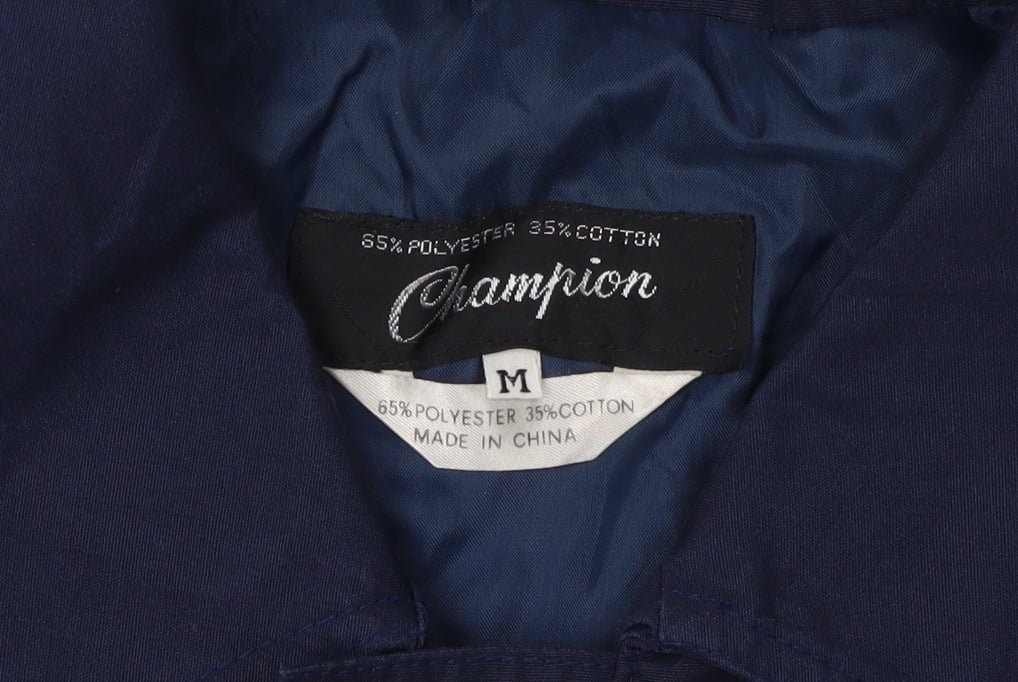 65% POLYESTER 35% COTTON
Champion
M
65% POLYESTER 35% COTTON
MADE IN CHINA